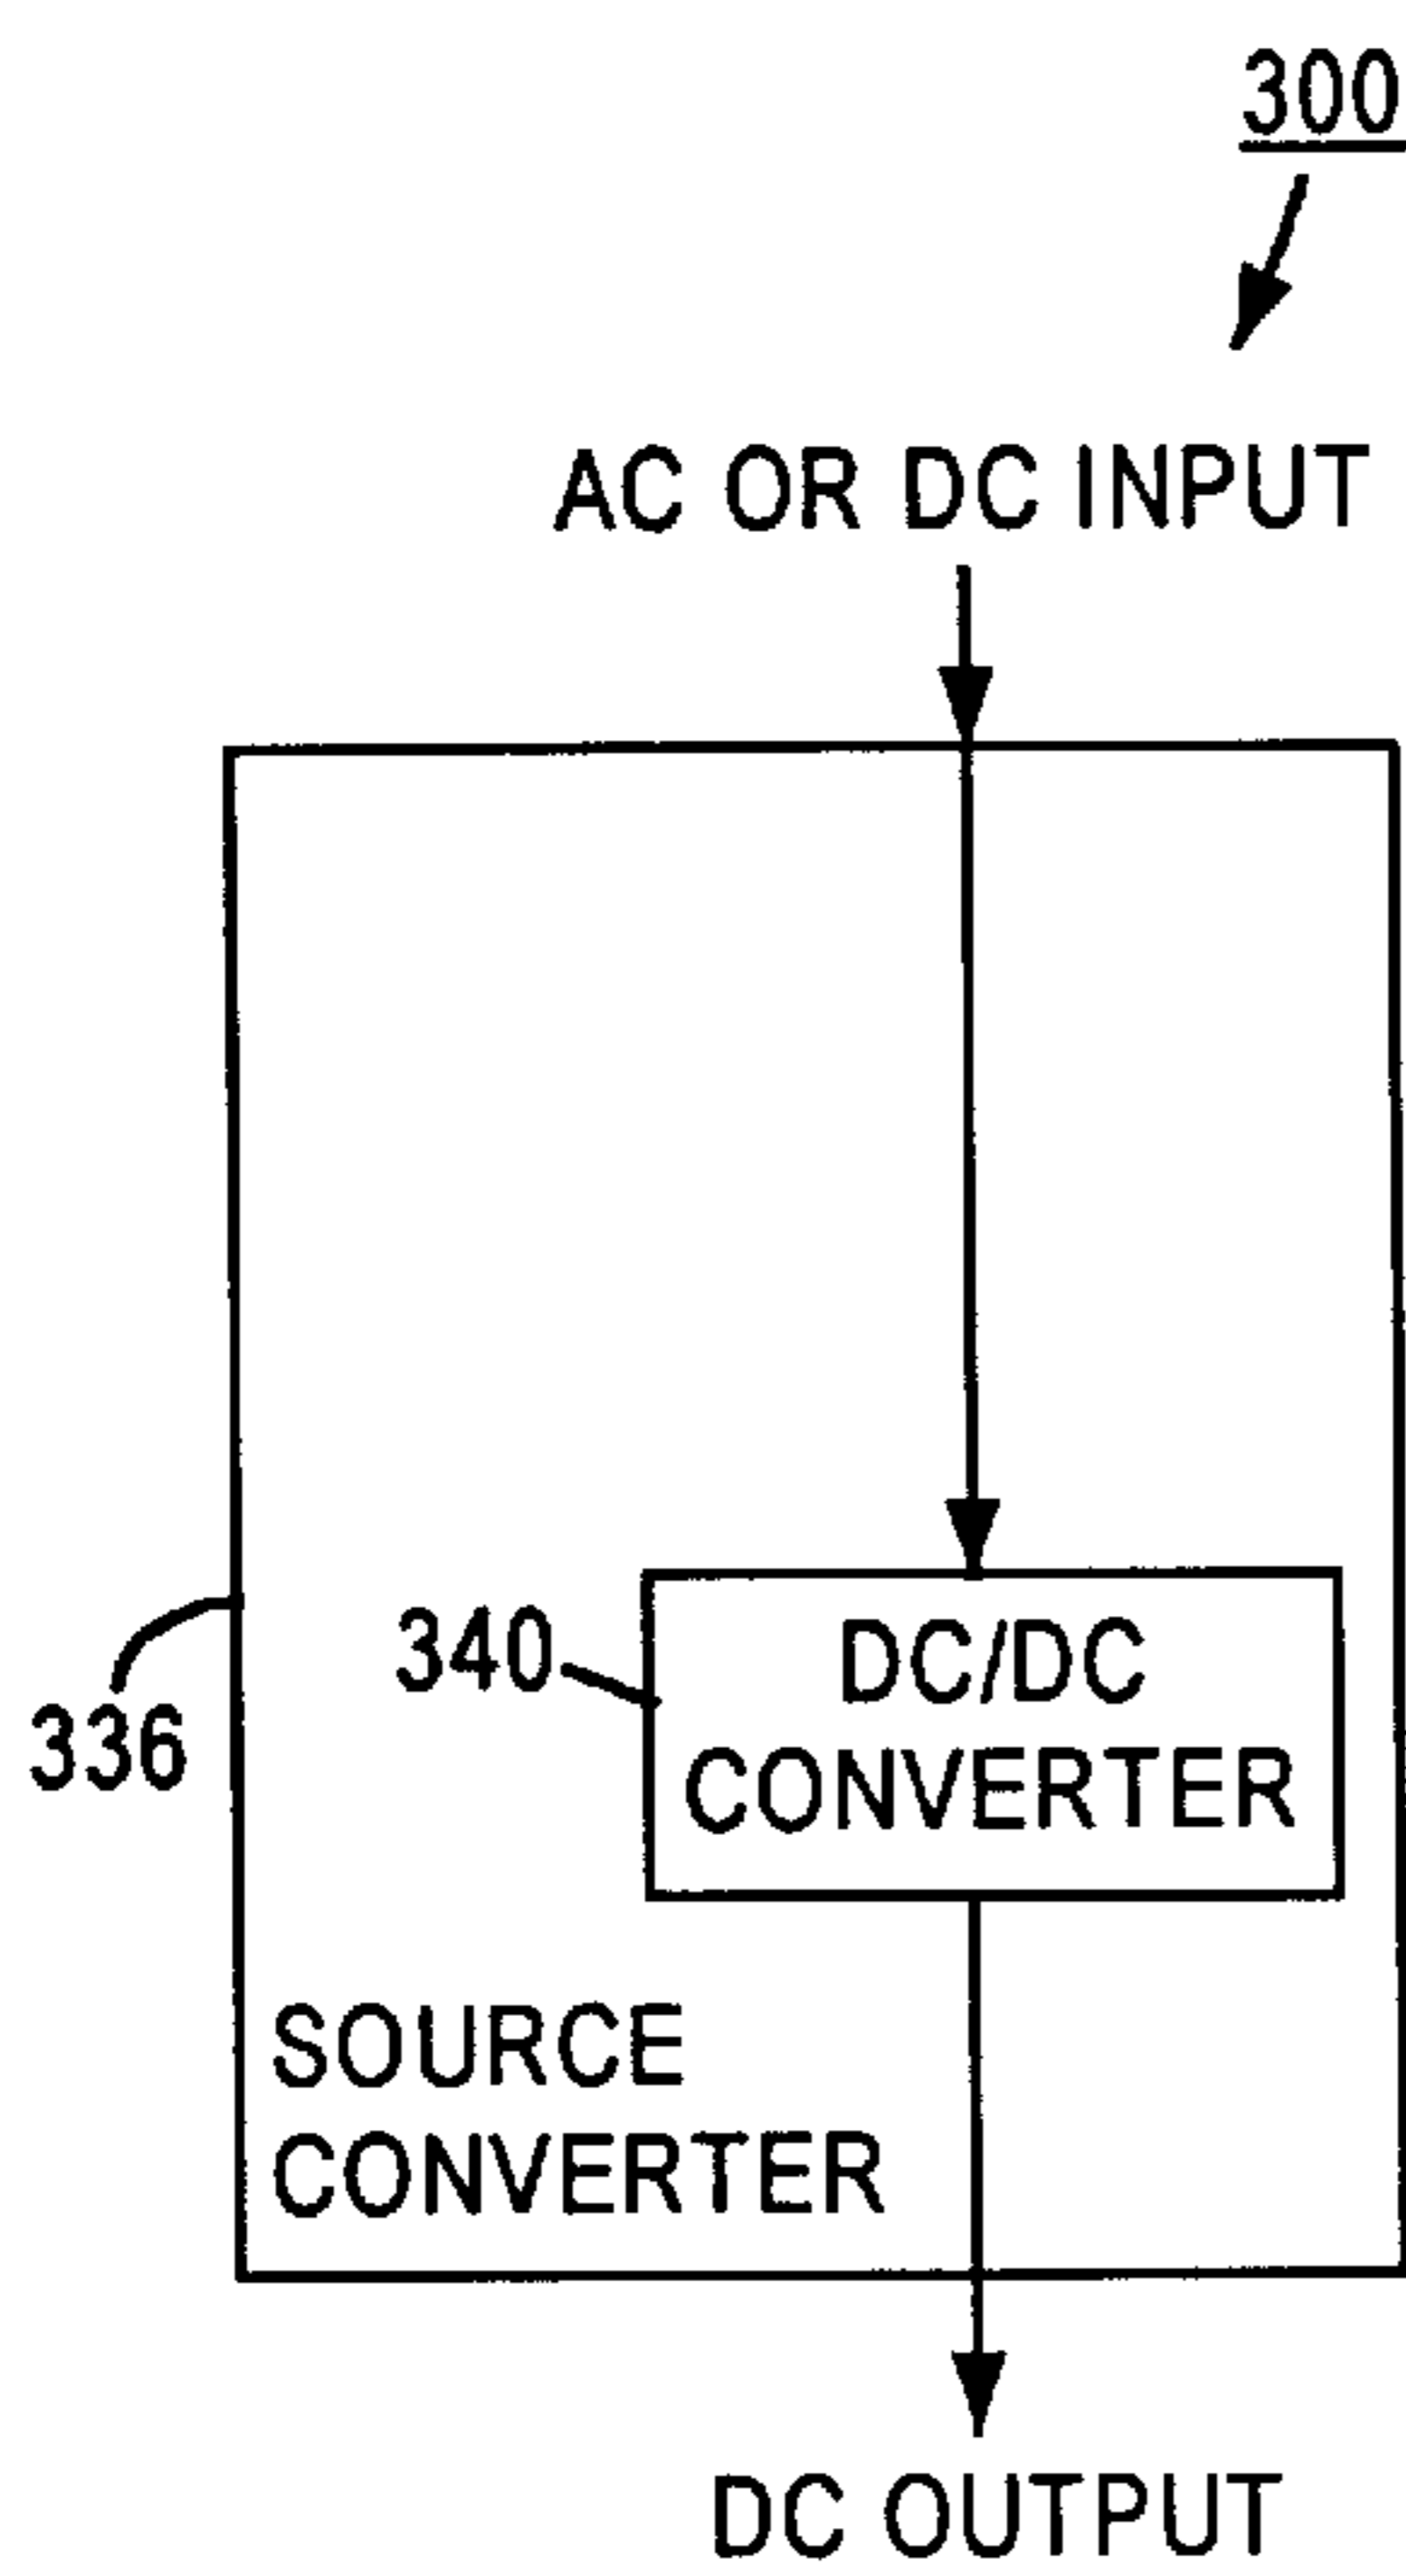 300
AC OR DC INPUT
340
DC/DC
CONVERTER
336
SOURCE
CONVERTER
DC OUTPUT